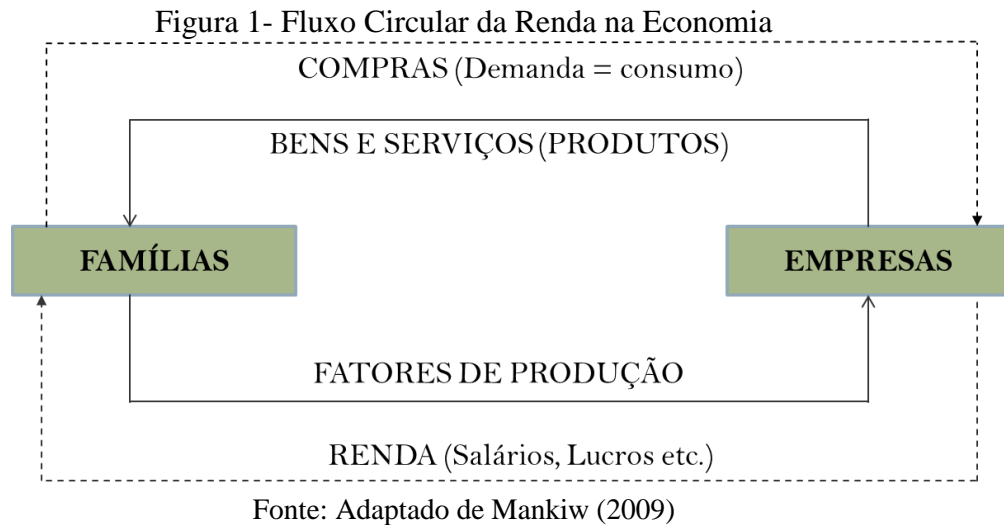 Figura 1- Fluxo Circular da Renda na Economia
COMPRAS (Demanda = consumo)
BENS E SERVIÇOS (PRODUTOS)
FAMÍLIAS
EMPRESAS
FATORES DE PRODUÇÃO
RENDA (Salários, Lucros etc.)
Fonte: Adaptado de Mankiw (2009)